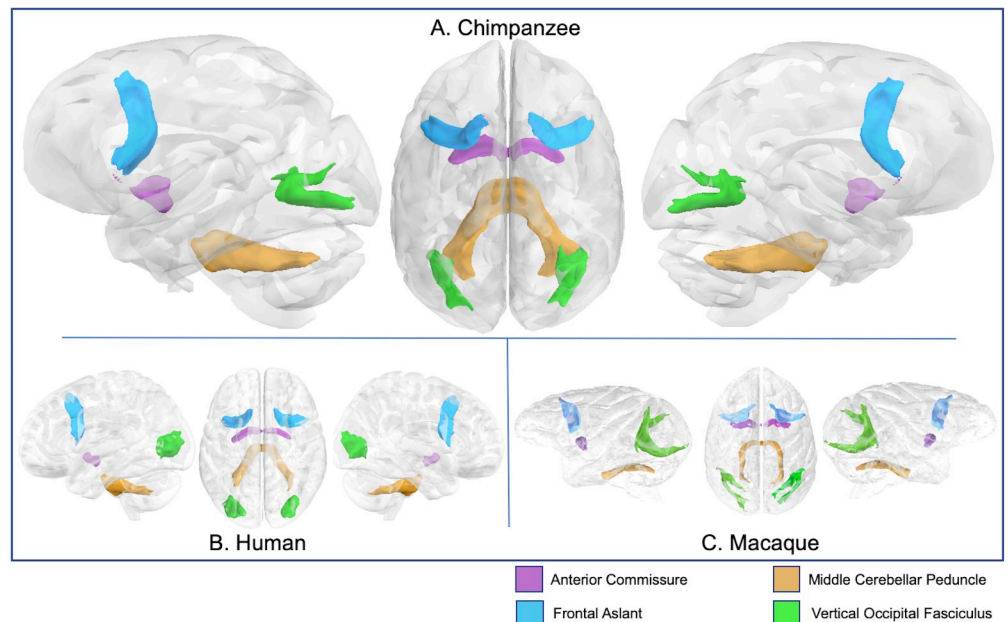 A. Chimpanzee
B. Human
C. Macaque
Anterior Commissure
Middle Cerebellar Peduncle
Frontal Aslant
Vertical Occipital Fasciculus